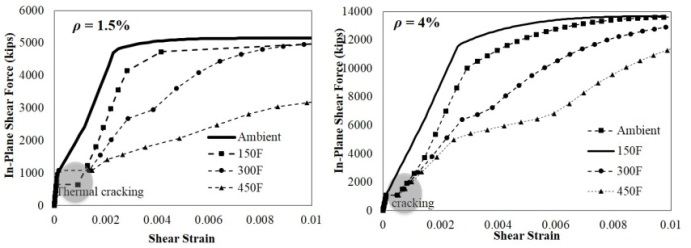 ρ = 1.5%
In-Plane Shear Force (kips)
6000
5000
4000
3000
2000
1000
0
Thermal cracking
Ambient
150F
300F
450F
0 0.002 0.004 0.006 0.008 0.01
Shear Strain
ρ = 4%
In-Plane Shear Force (kips)
14000
12000
10000
8000
6000
4000
2000
0
cracking
Ambient
150F
300F
450F
0 0.002 0.004 0.006 0.008 0.01
Shear Strain